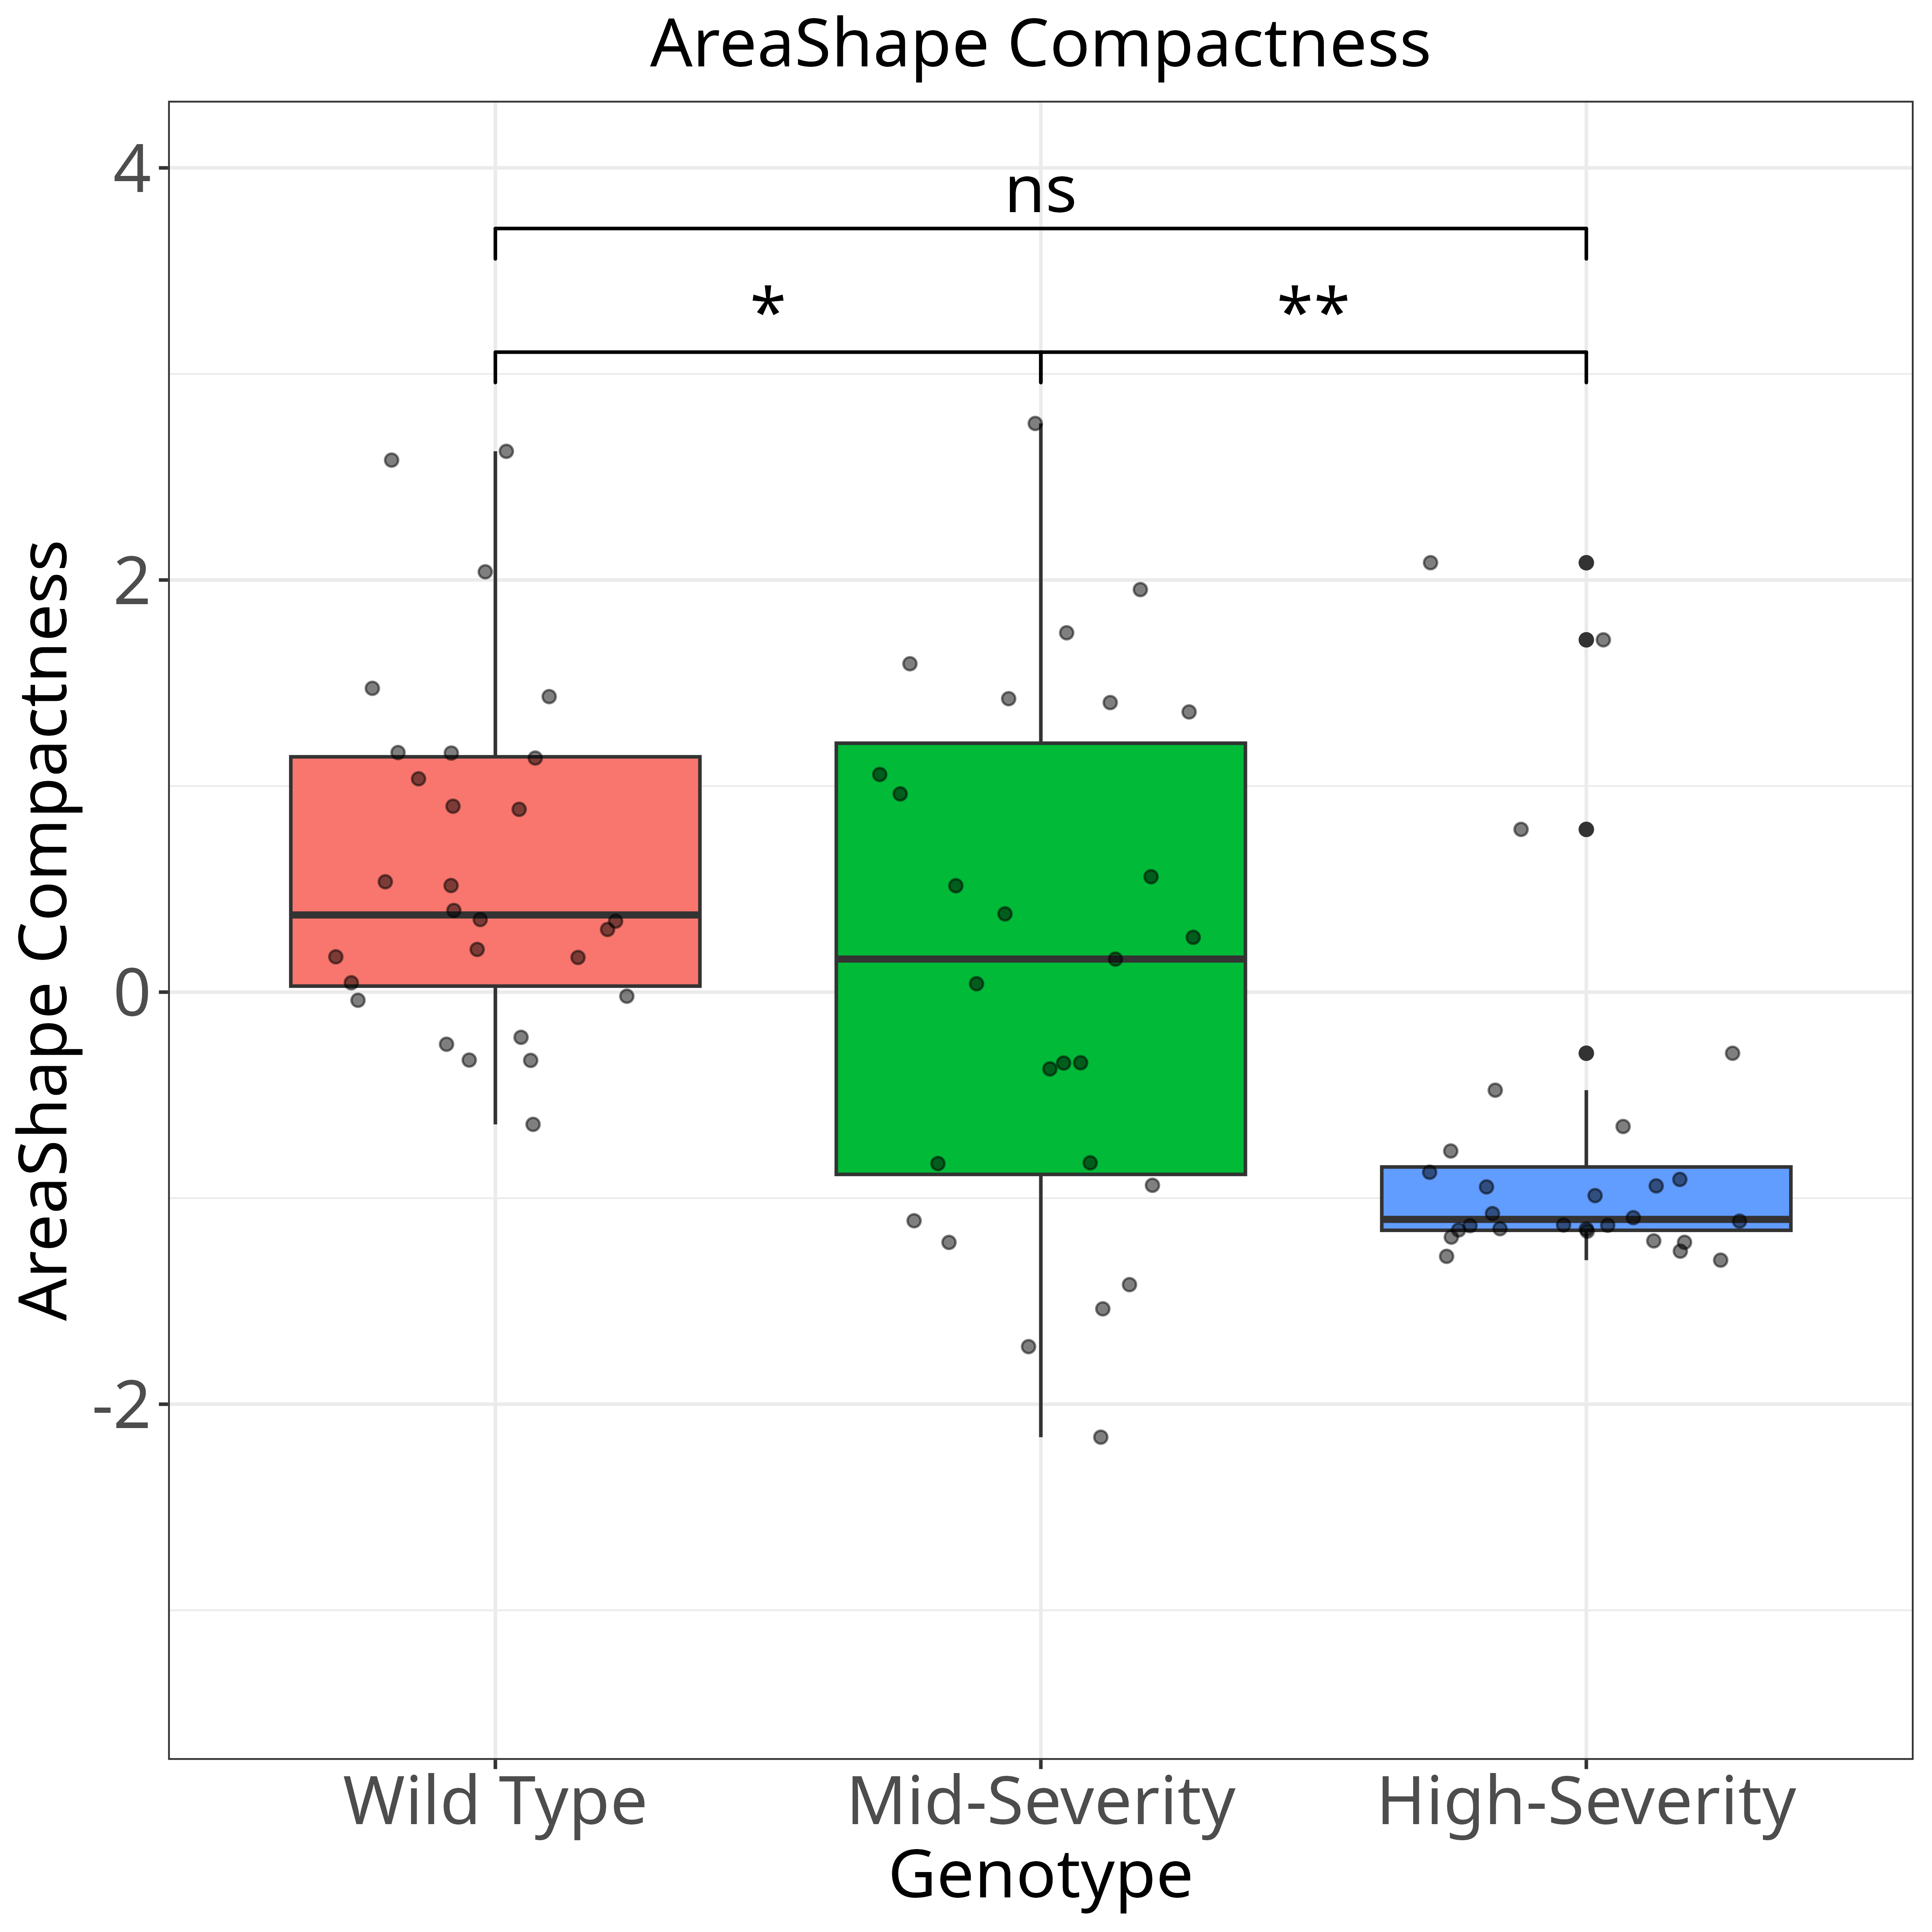 AreaShape Compactness
AreaShape Compactness
4
2
0
-2
ns
*
**
Wild Type
Mid-Severity
High-Severity
Genotype